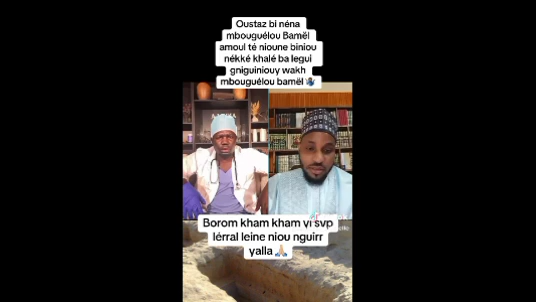 Oustaz bi néna
mbouguélou Bamël
amoul té nioune biniou
nékké khalé ba legui
gniguiniouy wakh
mbouguélou bamël
Borom kham kham yi svp
lérral leine niou nguirr
yalla